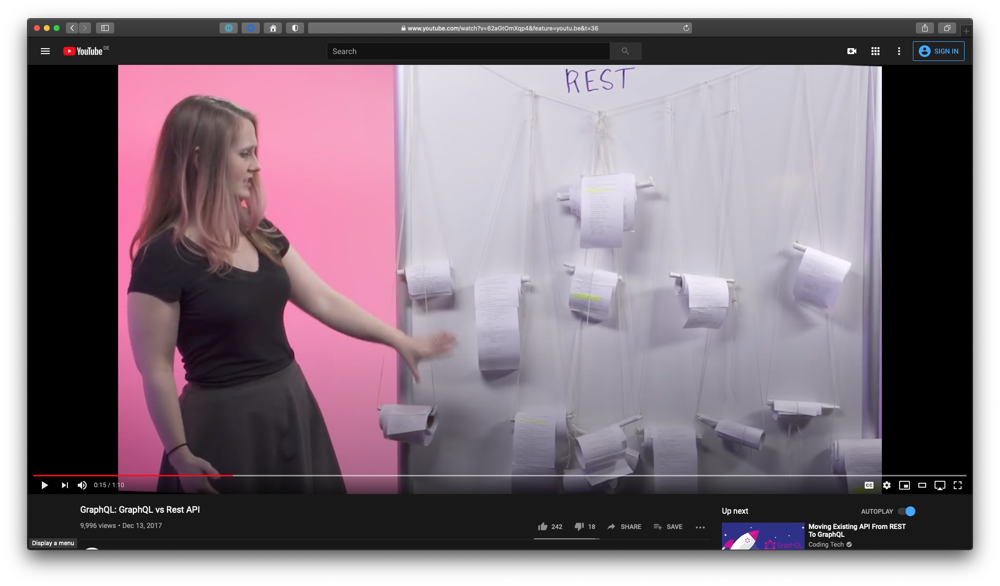 www.youtube.com/watch?v=62aGtOmXqp4&feature=youtu.be&t=36
YouTube DE
Search
SIGN IN
REST
0:15 / 1:10
CC
GraphQL: GraphQL vs Rest API
9,996 views • Dec 13, 2017
242
18
SHARE
SAVE
Up next
AUTOPLAY
Moving Existing API From REST
To GraphQL
Coding Tech
GraphQL
Display a menu